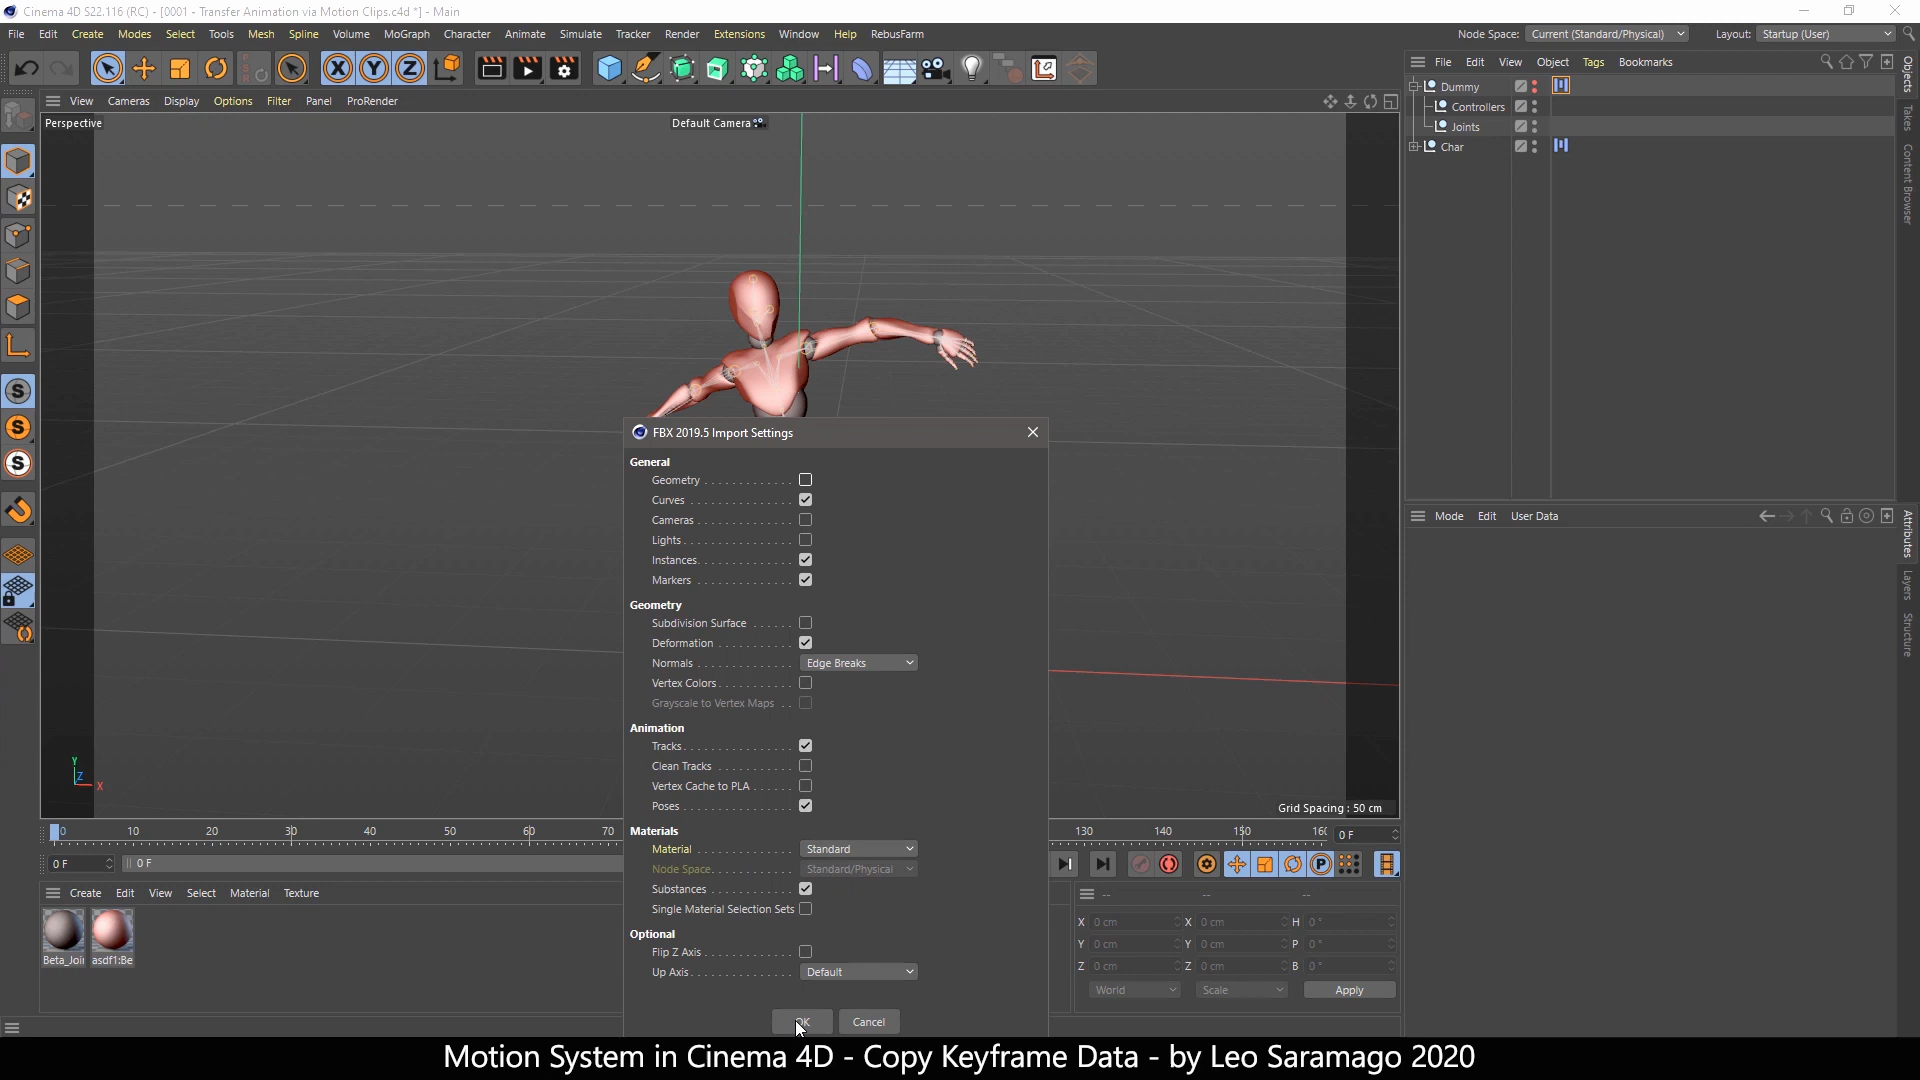 Cinema 4D S22.116 (RC) - [0001 - Transfer Animation via Motion Clips.c4d *] - Main
File Edit Create Modes Select Tools Mesh Spline Volume MoGraph Character Animate Simulate Tracker Render Extensions Window Help RebusFarm
Node Space: Current (Standard/Physical) Layout: Startup (User)
File Edit View Object Tags Bookmarks
View Cameras Display Options Filter Panel ProRender
Perspective
Default Camera
Dummy
Controllers
Joints
Char
Objects
Takes
Content Browser
FBX 2019.5 Import Settings
General
Geometry
Curves
Cameras
Lights
Instances
Markers
Geometry
Subdivision Surface
Deformation
Normals Edge Breaks
Vertex Colors
Grayscale to Vertex Maps
Animation
Tracks
Clean Tracks
Vertex Cache to PLA
Poses
Materials
Material Standard
Node Space Standard/Physical
Substances
Single Material Selection Sets
Optional
Flip Z Axis
Up Axis Default
OK Cancel
Mode Edit User Data
Attributes
Layers
Structure
Y
Z
X
Grid Spacing : 50 cm
0 10 20 30 40 50 60 70 130 140 150 160 0 F
0 F 0 F
P
Create Edit View Select Material Texture
Beta_Joi asdf1:Be
-- -- --
X 0 cm X 0 cm H 0 °
Y 0 cm Y 0 cm P 0 °
Z 0 cm Z 0 cm B 0 °
World Scale Apply
Motion System in Cinema 4D - Copy Keyframe Data - by Leo Saramago 2020